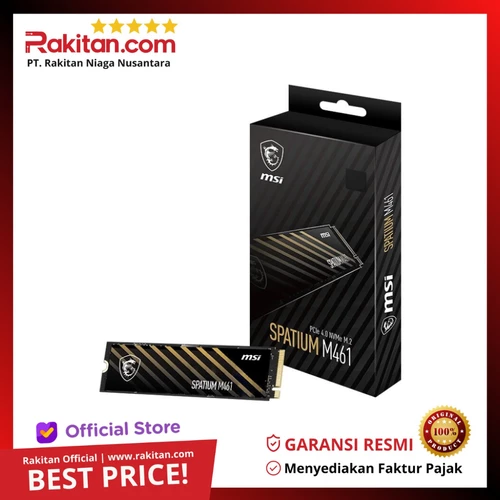 Rakitan.com
PT. Rakitan Niaga Nusantara
msi
SPATIUM
PCIe 4.0 NVMe M.2
SPATIUM M461
msi
msi
SPATIUM M461
Official Store
Rakitan Official | www.rakitan.com
BEST PRICE!
GARANSI RESMI
Menyediakan Faktur Pajak
ORIGINAL
100%
PRODUCT